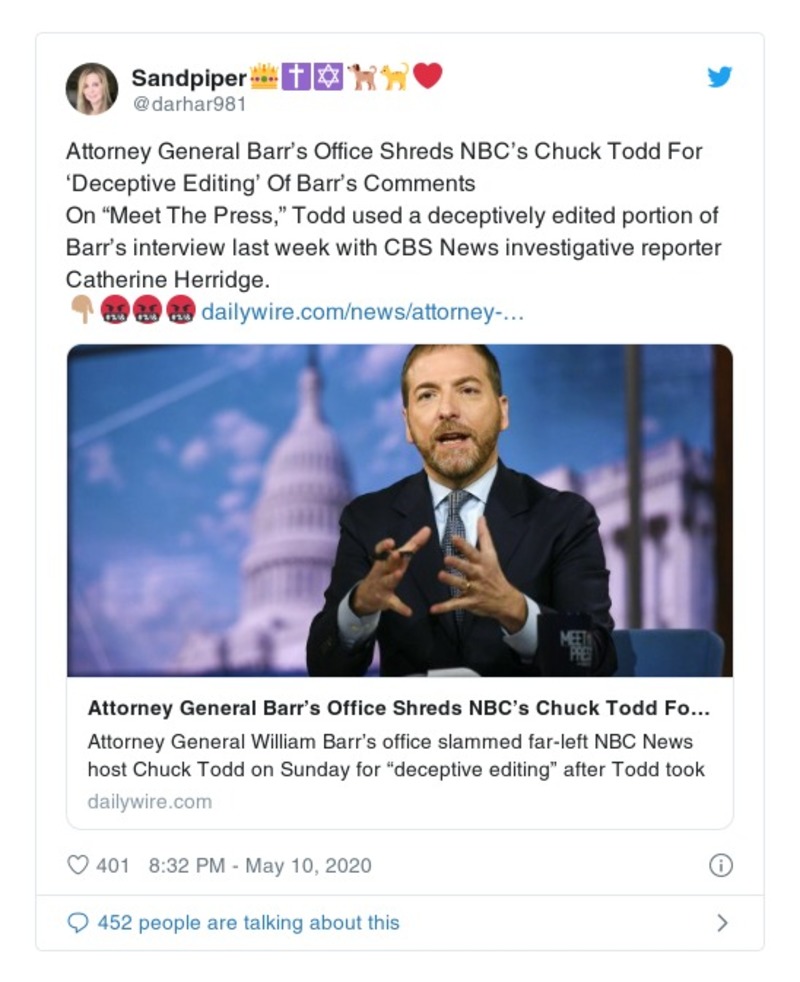 Sandpiper👑✝️✡️🐕🐈❤️
@darhar981
Attorney General Barr’s Office Shreds NBC’s Chuck Todd For
‘Deceptive Editing’ Of Barr’s Comments
On “Meet The Press,” Todd used a deceptively edited portion of
Barr’s interview last week with CBS News investigative reporter
Catherine Herridge.
👇🏽🤬🤬🤬 dailywire.com/news/attorney-…
MEET
PRESS
Attorney General Barr’s Office Shreds NBC’s Chuck Todd Fo...
Attorney General William Barr’s office slammed far-left NBC News
host Chuck Todd on Sunday for “deceptive editing” after Todd took
dailywire.com
401 8:32 PM - May 10, 2020
452 people are talking about this